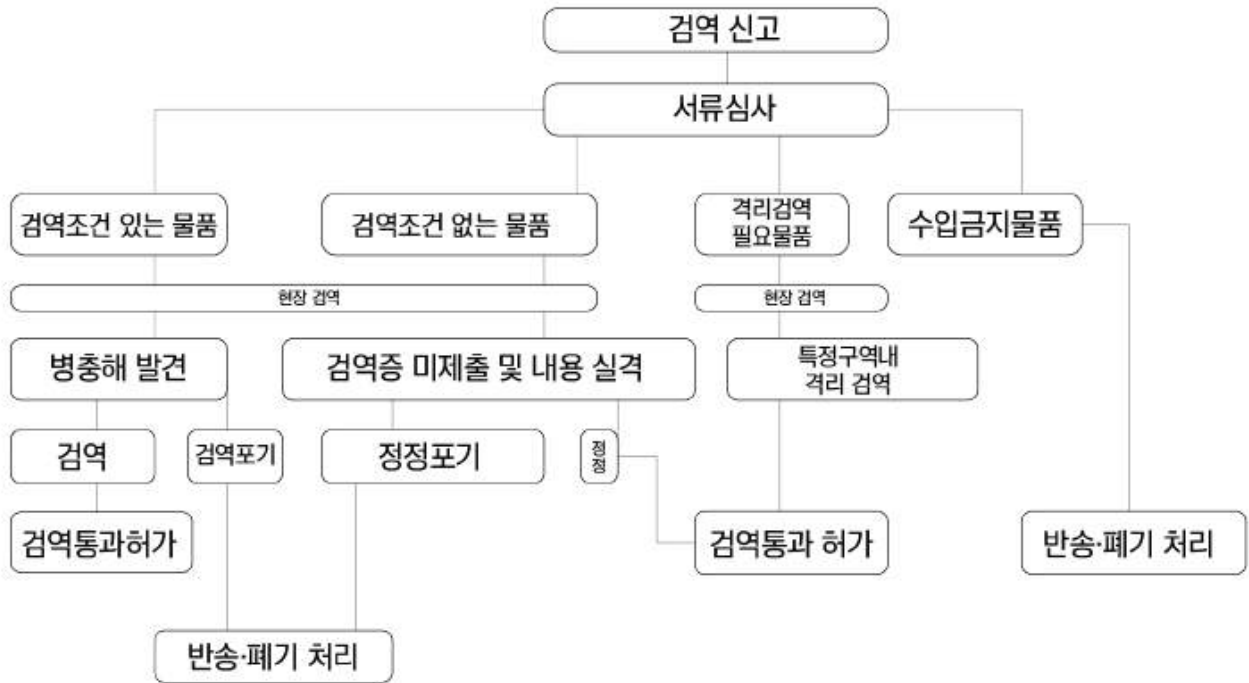 검역 신고
서류심사
검역조건 있는 물품
검역조건 없는 물품
격리검역
필요물품
수입금지물품
현장 검역
현장 검역
병충해 발견
검역증 미제출 및 내용 실격
특정구역내
격리 검역
검역
검역포기
정정포기
정
정
검역통과허가
검역통과 허가
반송·폐기 처리
반송·폐기 처리